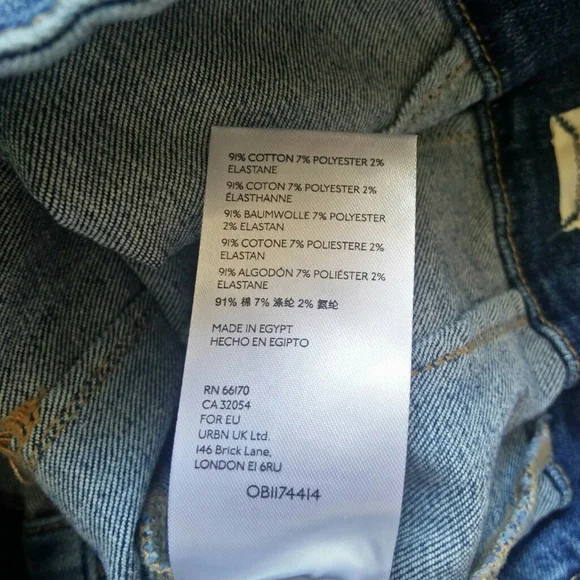 91% COTTON 7% POLYESTER 2%
ELASTANE
91% COTON 7% POLYESTER 2%
ÉLASTHANNE
91% BAUMWOLLE 7% POLYESTER
2% ELASTAN
91% COTONE 7% POLIESTERE 2%
ELASTAN
91% ALGODÓN 7% POLIÉSTER 2%
ELASTANE
91% 棉 7% 涤纶 2% 氨纶
MADE IN EGYPT
HECHO EN EGIPTO
RN 66170
CA 32054
FOR EU
URBN UK Ltd.
146 Brick Lane,
LONDON E1 6RU
OB1174414